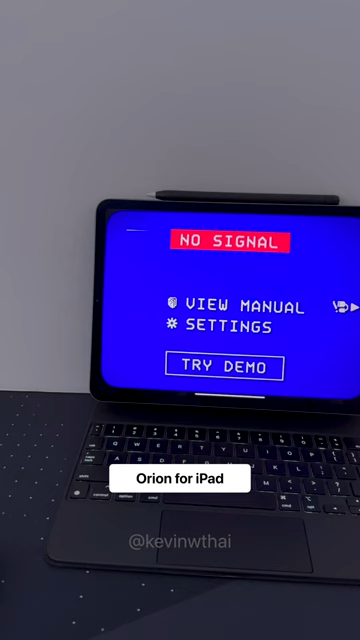 NO SIGNAL
VIEW MANUAL
SETTINGS
TRY DEMO
Orion for iPad
@kevinwthai